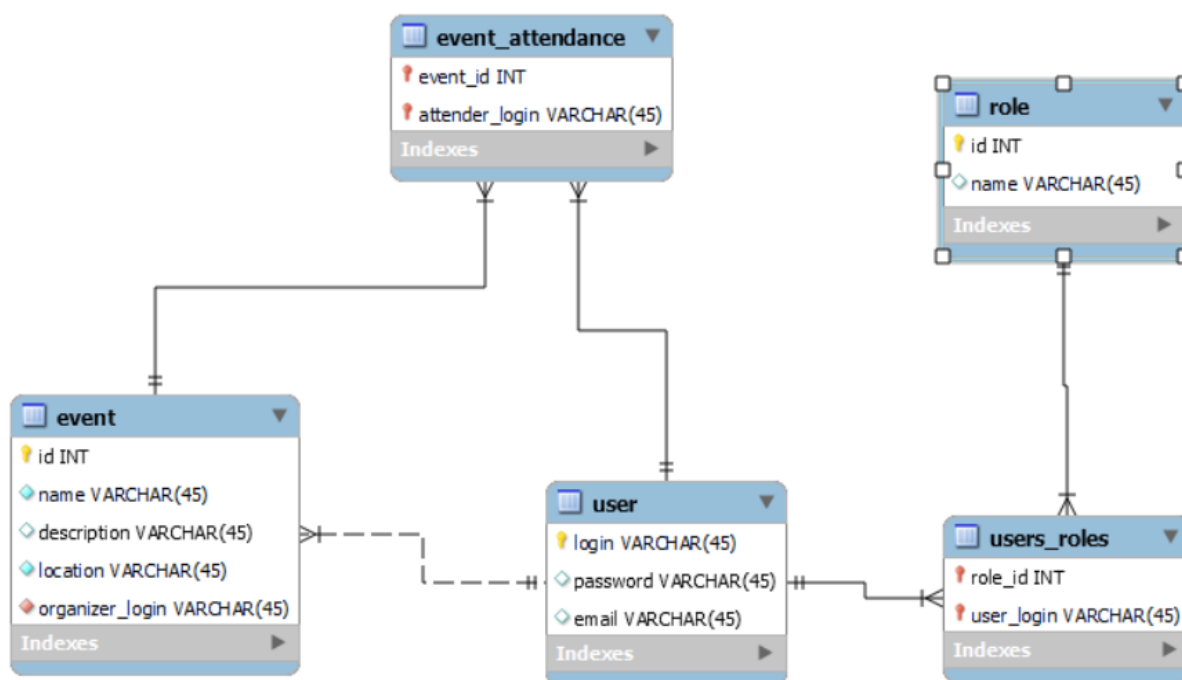 event_attendance
event_id INT
attender_login VARCHAR(45)
Indexes
role
id INT
name VARCHAR(45)
Indexes
event
id INT
name VARCHAR(45)
description VARCHAR(45)
location VARCHAR(45)
organizer_login VARCHAR(45)
Indexes
user
login VARCHAR(45)
password VARCHAR(45)
email VARCHAR(45)
Indexes
users_roles
role_id INT
user_login VARCHAR(45)
Indexes